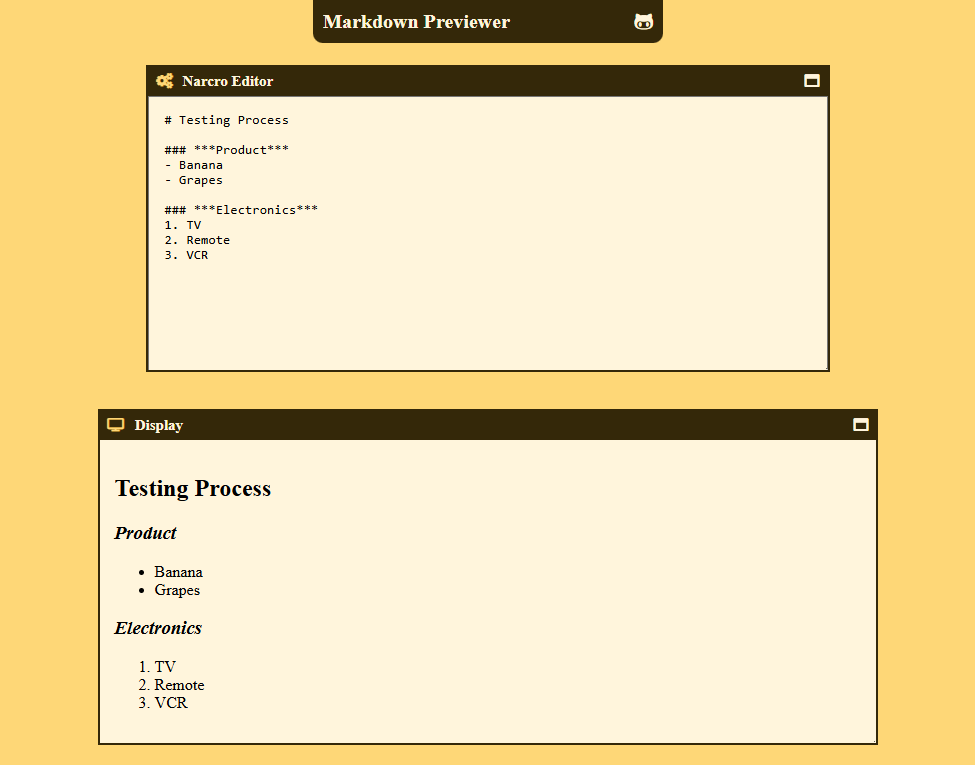 Markdown Previewer
Narcro Editor
# Testing Process
### ***Product***
- Banana
- Grapes
### ***Electronics***
1. TV
2. Remote
3. VCR
Display
Testing Process
Product
• Banana
• Grapes
Electronics
1. TV
2. Remote
3. VCR